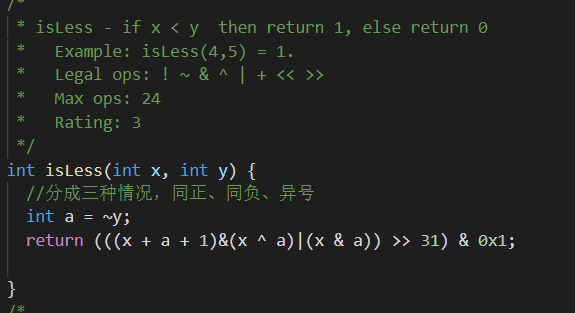 /*
 * isLess - if x < y  then return 1, else return 0
 *   Example: isLess(4,5) = 1.
 *   Legal ops: ! ~ & ^ | + << >>
 *   Max ops: 24
 *   Rating: 3
 */
int isLess(int x, int y) {
  //分成三种情况，同正、同负、异号
  int a = ~y;
  return (((x + a + 1)&(x ^ a)|(x & a)) >> 31) & 0x1;
}
/*